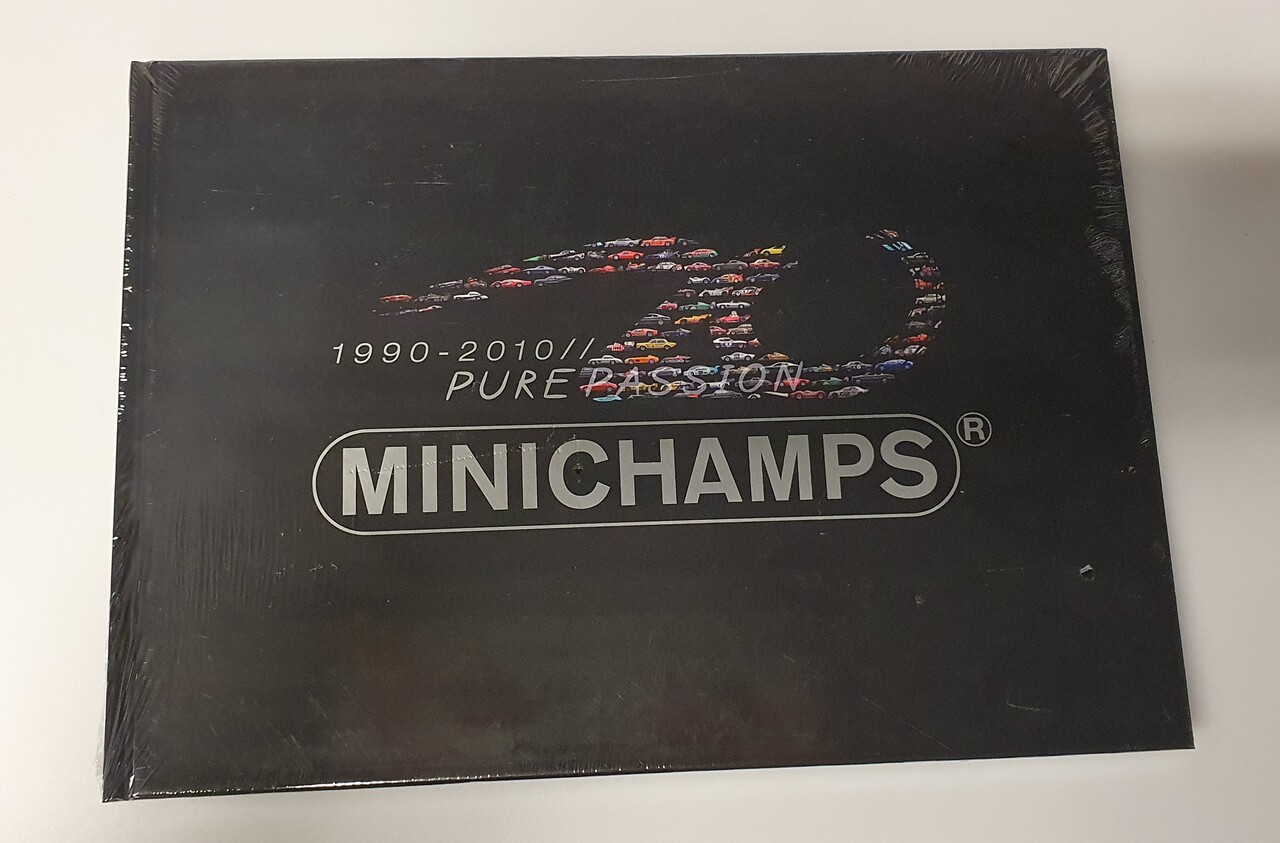 1990-2010//
PURE PASSION
MINICHAMPS®